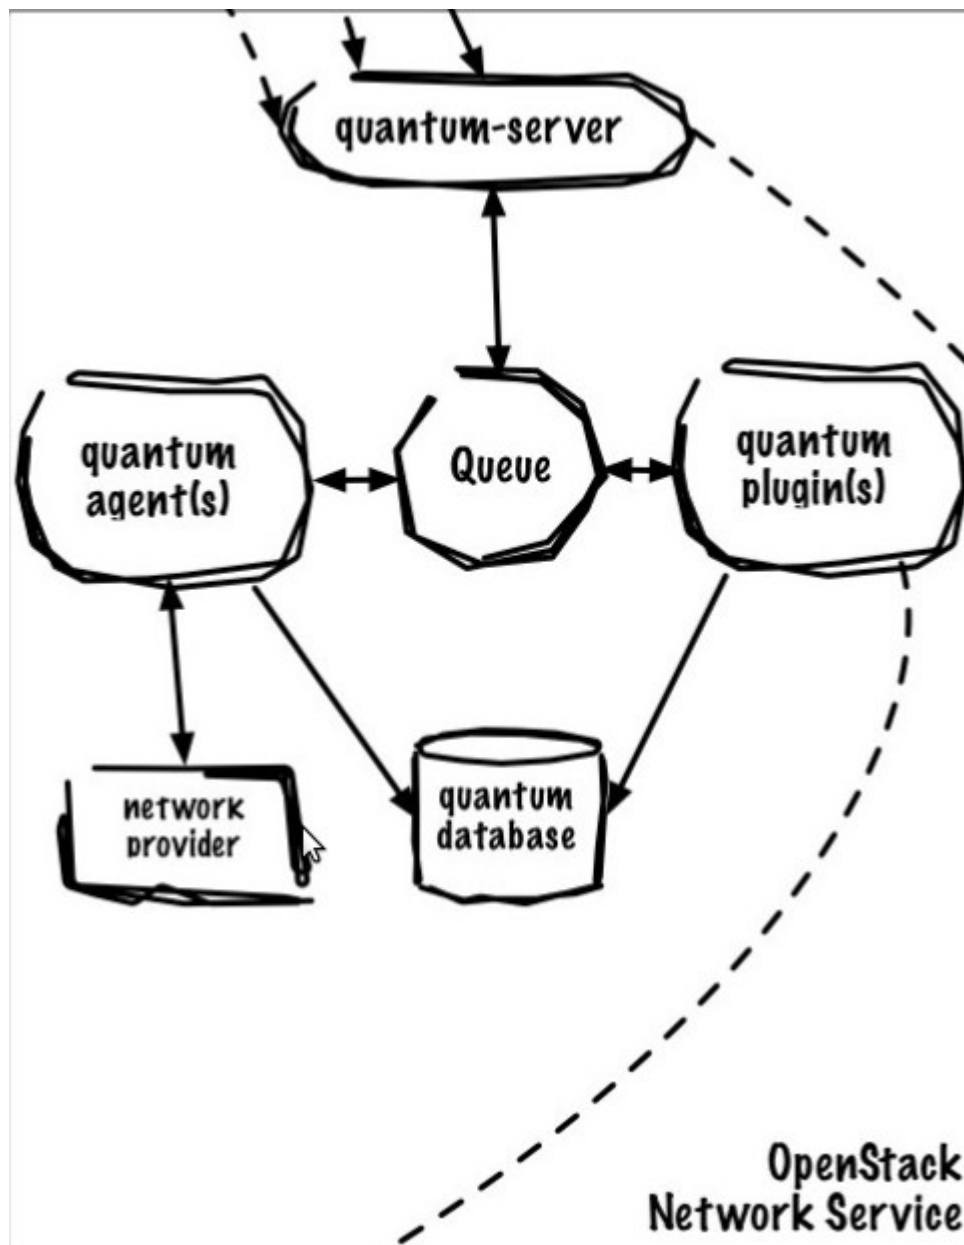 quantum-server
quantum
agent(s)
Queue
quantum
plugin(s)
network
provider
quantum
database
OpenStack
Network Service